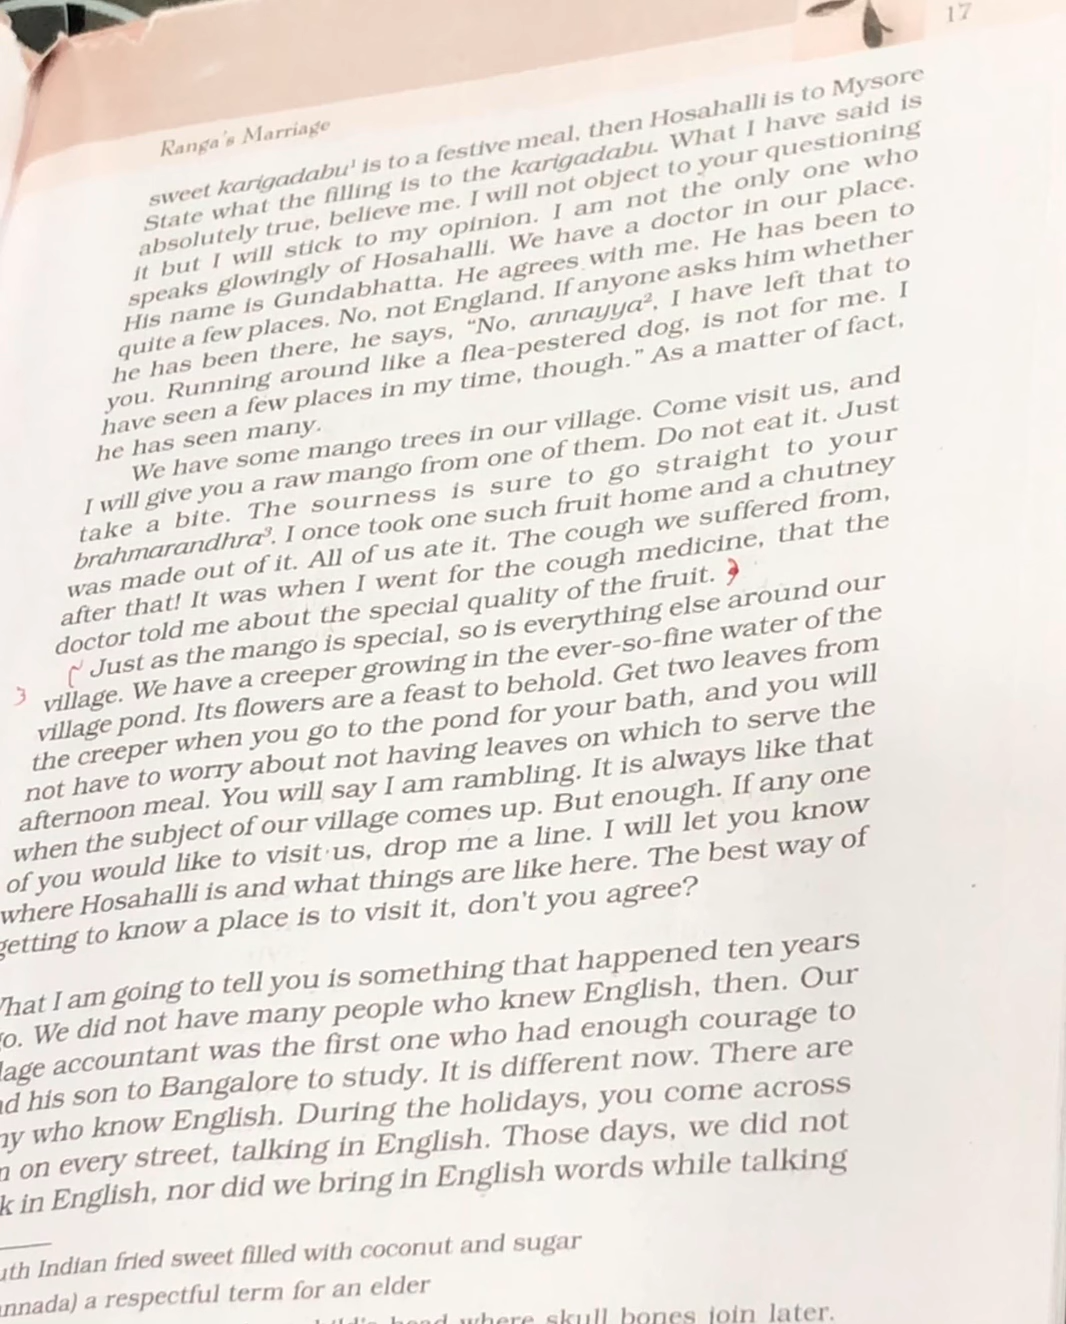 17
Ranga's Marriage
sweet karigadabu¹ is to a festive meal, then Hosahalli is to Mysore
State what the filling is to the karigadabu. What I have said is
absolutely true, believe me. I will not object to your questioning
it but I will stick to my opinion. I am not the only one who
speaks glowingly of Hosahalli. We have a doctor in our place.
His name is Gundabhatta. He agrees with me. He has been to
quite a few places. No, not England. If anyone asks him whether
he has been there, he says, “No, annayya², I have left that to
you. Running around like a flea-pestered dog, is not for me. I
have seen a few places in my time, though.” As a matter of fact,
he has seen many.
We have some mango trees in our village. Come visit us, and
I will give you a raw mango from one of them. Do not eat it. Just
take a bite. The sourness is sure to go straight to your
brahmarandhra³. I once took one such fruit home and a chutney
was made out of it. All of us ate it. The cough we suffered from,
after that! It was when I went for the cough medicine, that the
doctor told me about the special quality of the fruit.
Just as the mango is special, so is everything else around our
village. We have a creeper growing in the ever-so-fine water of the
village pond. Its flowers are a feast to behold. Get two leaves from
the creeper when you go to the pond for your bath, and you will
not have to worry about not having leaves on which to serve the
afternoon meal. You will say I am rambling. It is always like that
when the subject of our village comes up. But enough. If any one
of you would like to visit us, drop me a line. I will let you know
where Hosahalli is and what things are like here. The best way of
getting to know a place is to visit it, don't you agree?
What I am going to tell you is something that happened ten years
o. We did not have many people who knew English, then. Our
lage accountant was the first one who had enough courage to
nd his son to Bangalore to study. It is different now. There are
ny who know English. During the holidays, you come across
n on every street, talking in English. Those days, we did not
k in English, nor did we bring in English words while talking
uth Indian fried sweet filled with coconut and sugar
nnada) a respectful term for an elder
where skull bones join later.